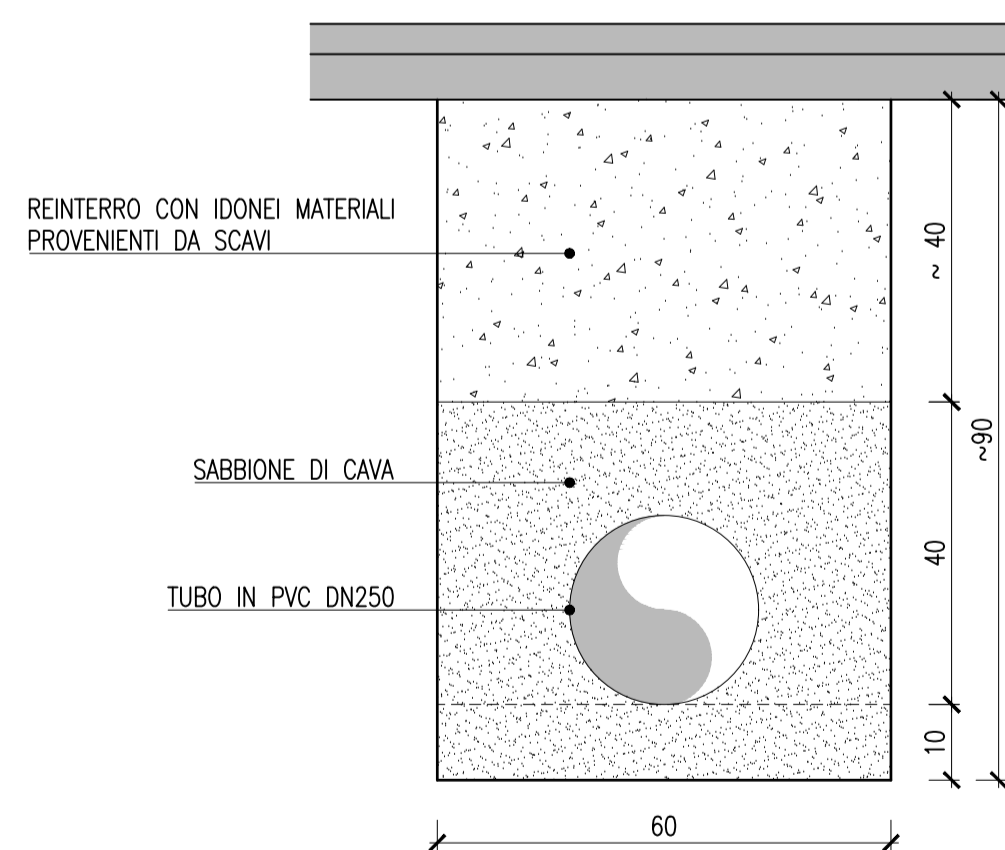 REINTERRO CON IDONEI MATERIALI
PROVENIENTI DA SCAVI
SABBIONE DI CAVA
TUBO IN PVC DN250
~ 40
~90
40
10
60